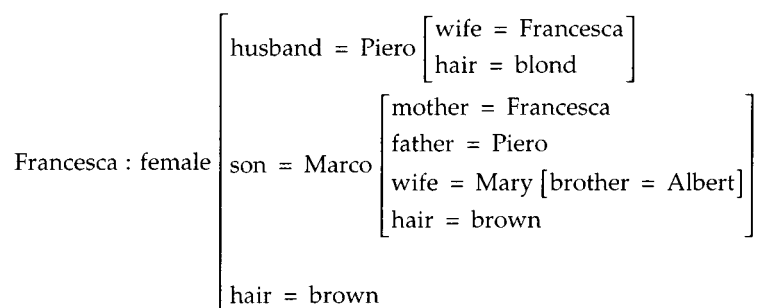 husband = Piero [wife = Francesca
hair = blond]
Francesca : female [son = Marco [mother = Francesca
father = Piero
wife = Mary [brother = Albert]
hair = brown]
hair = brown